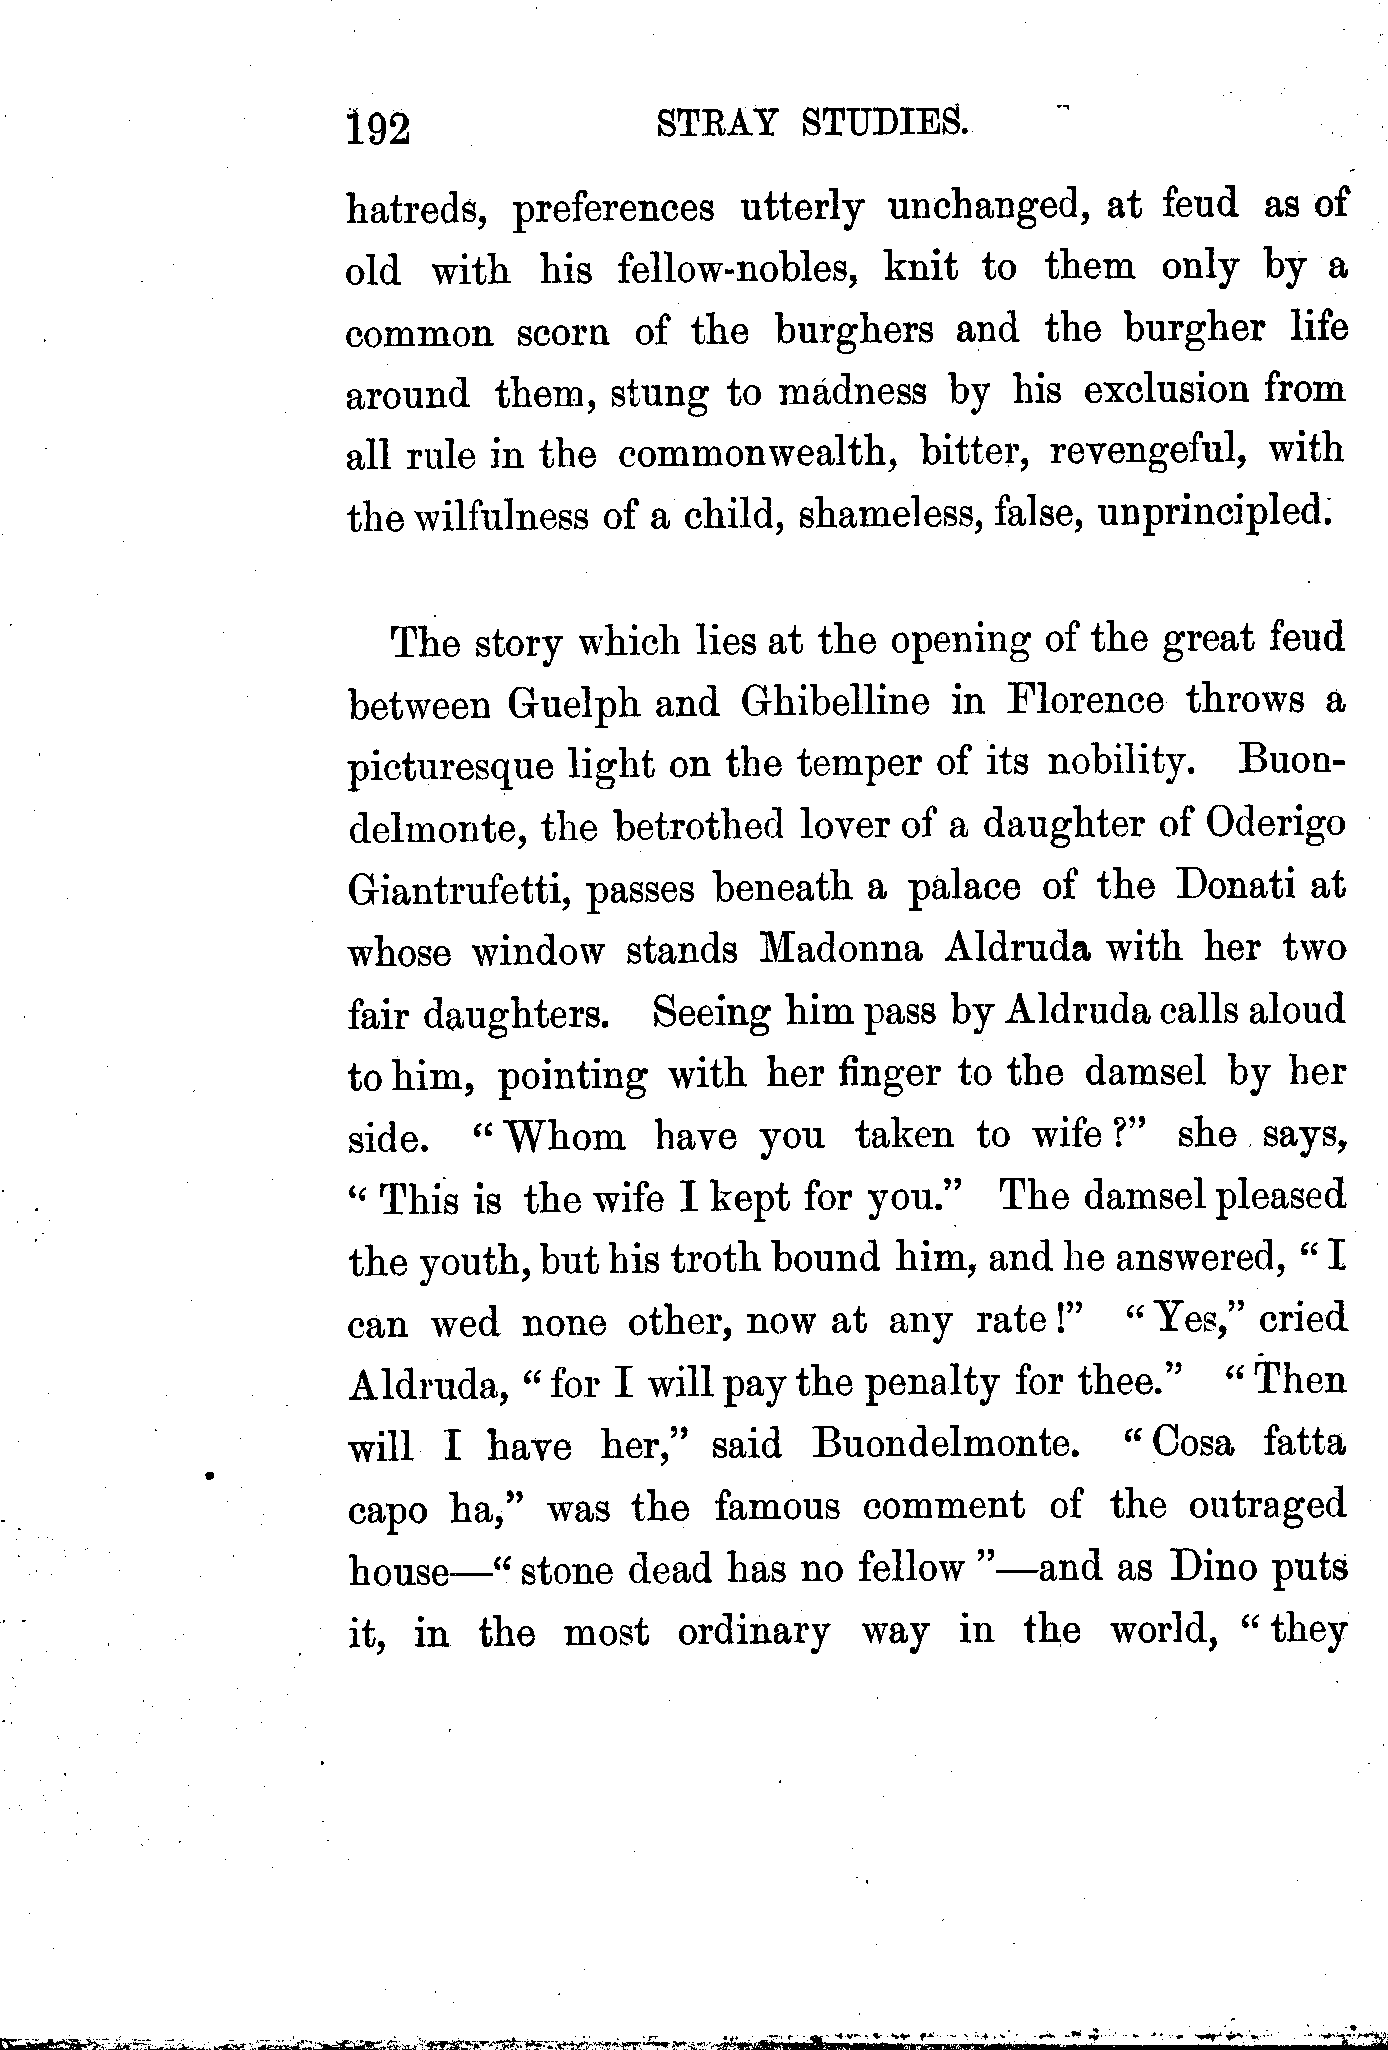 192 STRAY STUDIES.
hatreds, preferences utterly unchanged, at feud as of
old with his fellow-nobles, knit to them only by a
common scorn of the burghers and the burgher life
around them, stung to madness by his exclusion from
all rule in the commonwealth, bitter, revengeful, with
the wilfulness of a child, shameless, false, unprincipled.
The story which lies at the opening of the great feud
between Guelph and Ghibelline in Florence throws a
picturesque light on the temper of its nobility. Buon-
delmonte, the betrothed lover of a daughter of Oderigo
Giantrufetti, passes beneath a palace of the Donati at
whose window stands Madonna Aldruda with her two
fair daughters. Seeing him pass by Aldruda calls aloud
to him, pointing with her finger to the damsel by her
side. “Whom have you taken to wife?” she says,
“This is the wife I kept for you.” The damsel pleased
the youth, but his troth bound him, and he answered, “I
can wed none other, now at any rate!” “Yes,” cried
Aldruda, “for I will pay the penalty for thee.” “Then
will I have her,” said Buondelmonte. “Cosa fatta
capo ha,” was the famous comment of the outraged
house—“stone dead has no fellow”—and as Dino puts
it, in the most ordinary way in the world, “they